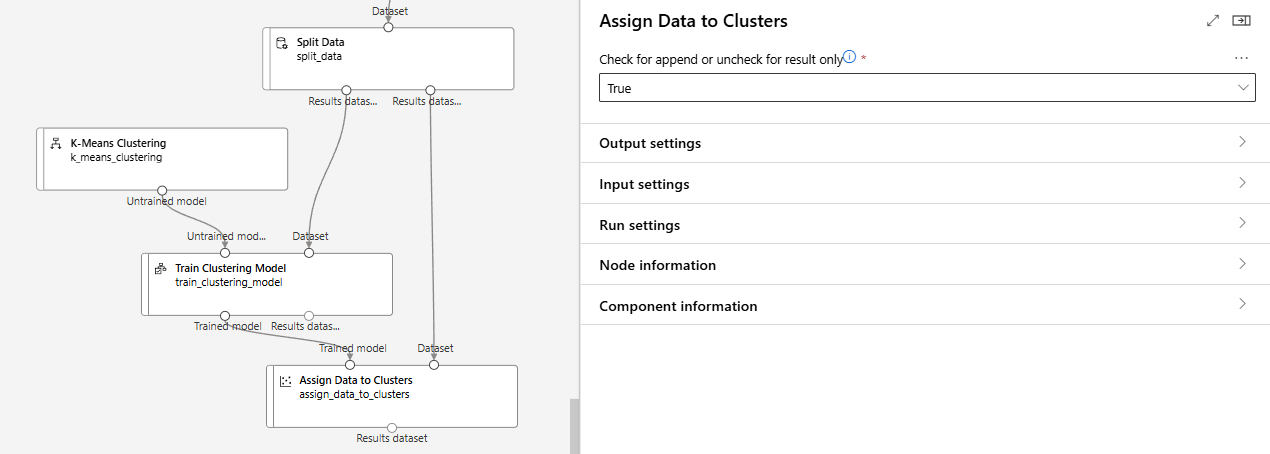 Dataset
Split Data
split_data
Results datas... Results datas...
K-Means Clustering
k_means_clustering
Untrained model
Untrained mod... Dataset
Train Clustering Model
train_clustering_model
Trained model Results datas...
Trained model Dataset
Assign Data to Clusters
assign_data_to_clusters
Results dataset
Assign Data to Clusters
Check for append or uncheck for result only *
True
Output settings
Input settings
Run settings
Node information
Component information